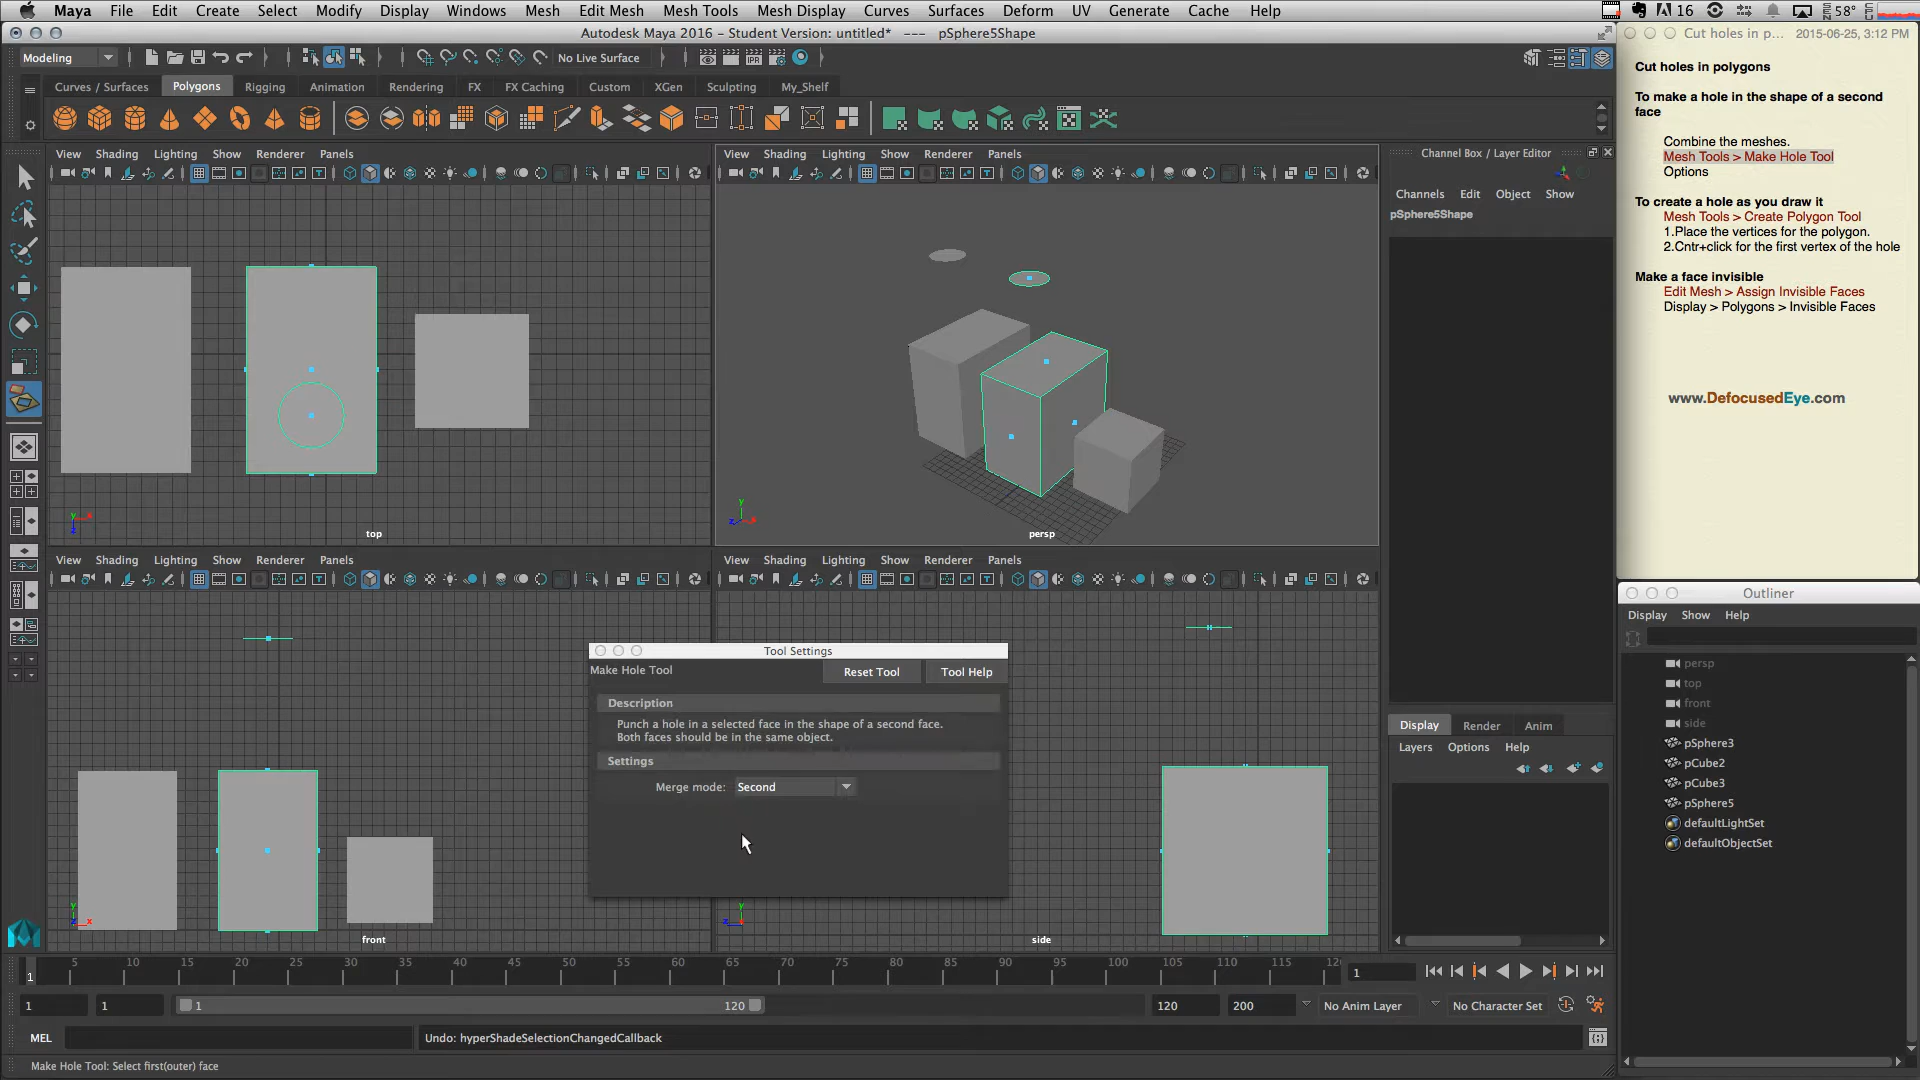 Maya File Edit Create Select Modify Display Windows Mesh Edit Mesh Mesh Tools Mesh Display Curves Surfaces Deform UV Generate Cache Help
16
58°
Autodesk Maya 2016 - Student Version: untitled* --- pSphere5Shape
Cut holes in p... 2015-06-25, 3:12 PM
Modeling
No Live Surface
Curves / Surfaces Polygons Rigging Animation Rendering FX FX Caching Custom XGen Sculpting My_Shelf
Cut holes in polygons
To make a hole in the shape of a second
face
Combine the meshes.
Mesh Tools > Make Hole Tool
Options
To create a hole as you draw it
Mesh Tools > Create Polygon Tool
1.Place the vertices for the polygon.
2.Cntr+click for the first vertex of the hole
Make a face invisible
Edit Mesh > Assign Invisible Faces
Display > Polygons > Invisible Faces
www.DefocusedEye.com
View Shading Lighting Show Renderer Panels
View Shading Lighting Show Renderer Panels
Channel Box / Layer Editor
Channels Edit Object Show
pSphere5Shape
top
persp
View Shading Lighting Show Renderer Panels
View Shading Lighting Show Renderer Panels
Tool Settings
Make Hole Tool
Reset Tool
Tool Help
Description
Punch a hole in a selected face in the shape of a second face.
Both faces should be in the same object.
Settings
Merge mode: Second
front
side
Display Render Anim
Layers Options Help
Outliner
Display Show Help
persp
top
front
side
pSphere3
pCube2
pCube3
pSphere5
defaultLightSet
defaultObjectSet
5 10 15 20 25 30 35 40 45 50 55 60 65 70 75 80 85 90 95 100 105 110 115 12
1
1
1 1 1 120 120 200 No Anim Layer No Character Set
MEL
Undo: hyperShadeSelectionChangedCallback
Make Hole Tool: Select first(outer) face